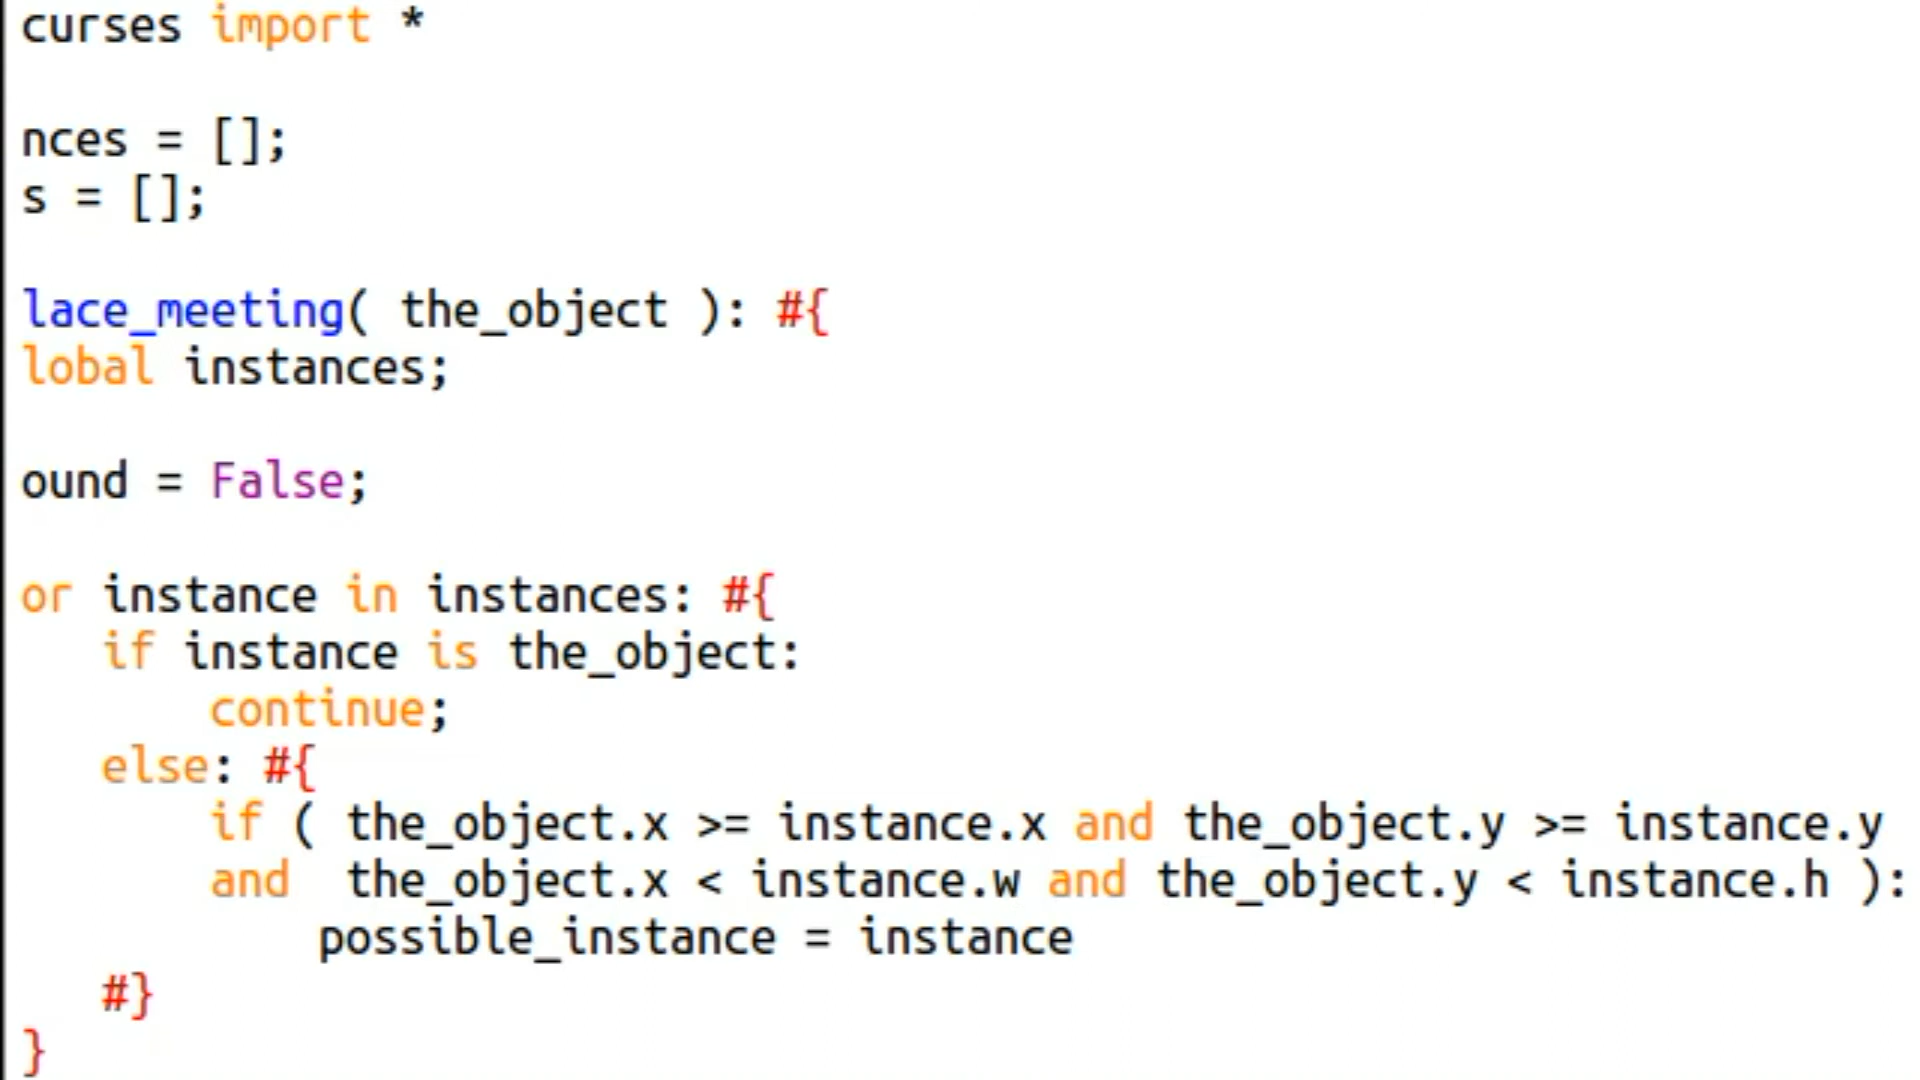 curses import *
nces = [];
s = [];
lace_meeting( the_object ): #{
lobal instances;
ound = False;
or instance in instances: #{
if instance is the_object:
continue;
else: #{
if ( the_object.x >= instance.x and the_object.y >= instance.y
and  the_object.x < instance.w and the_object.y < instance.h ):
possible_instance = instance
#}
}